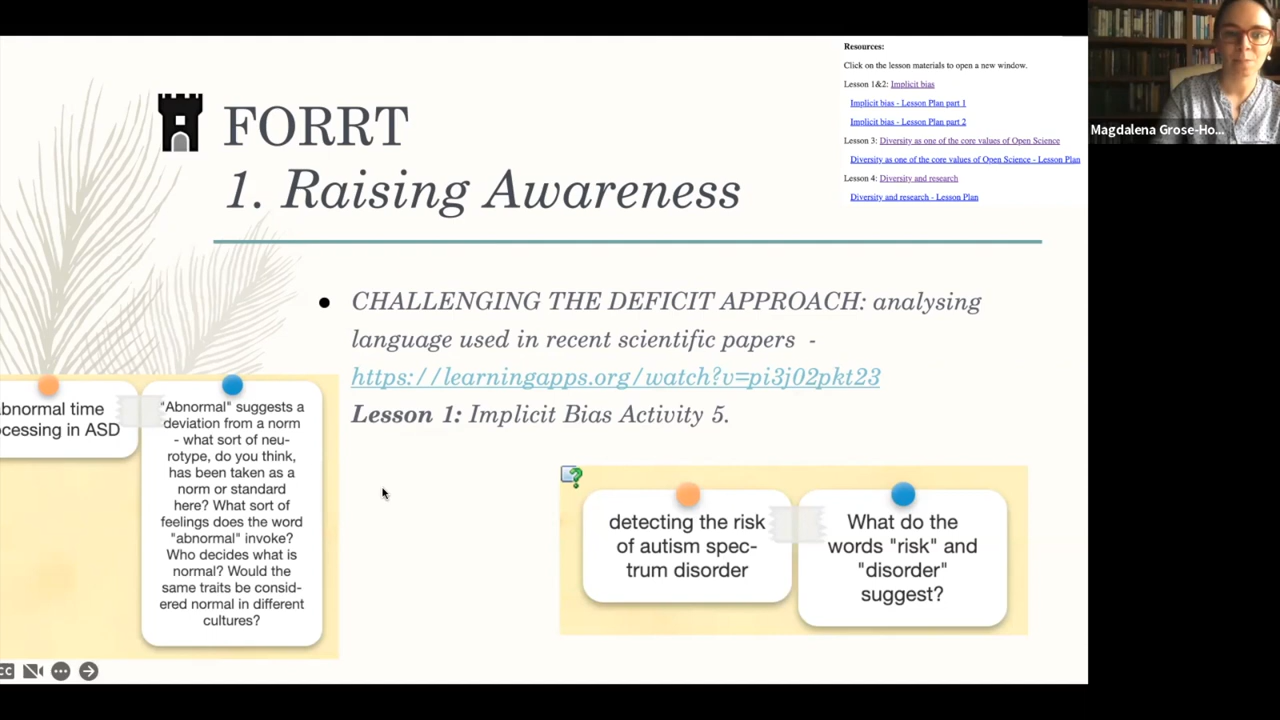 Resources:
Click on the lesson materials to open a new window.
Lesson 1&2: Implicit bias
Implicit bias - Lesson Plan part 1
Implicit bias - Lesson Plan part 2
Lesson 3: Diversity as one of the core values of Open Science
Diversity as one of the core values of Open Science - Lesson Plan
Lesson 4: Diversity and research
Diversity and research - Lesson Plan
Magdalena Grose-Ho...
FORRT
1. Raising Awareness
CHALLENGING THE DEFICIT APPROACH: analysing
language used in recent scientific papers -
https://learningapps.org/watch?v=pi3j02pkt23
Lesson 1: Implicit Bias Activity 5.
bnormal time
cessing in ASD
"Abnormal" suggests a
deviation from a norm
- what sort of neu-
rotype, do you think,
has been taken as a
norm or standard
here? What sort of
feelings does the word
"abnormal" invoke?
Who decides what is
normal? Would the
same traits be consid-
ered normal in different
cultures?
detecting the risk
of autism spec-
trum disorder
What do the
words "risk" and
"disorder"
suggest?
CC